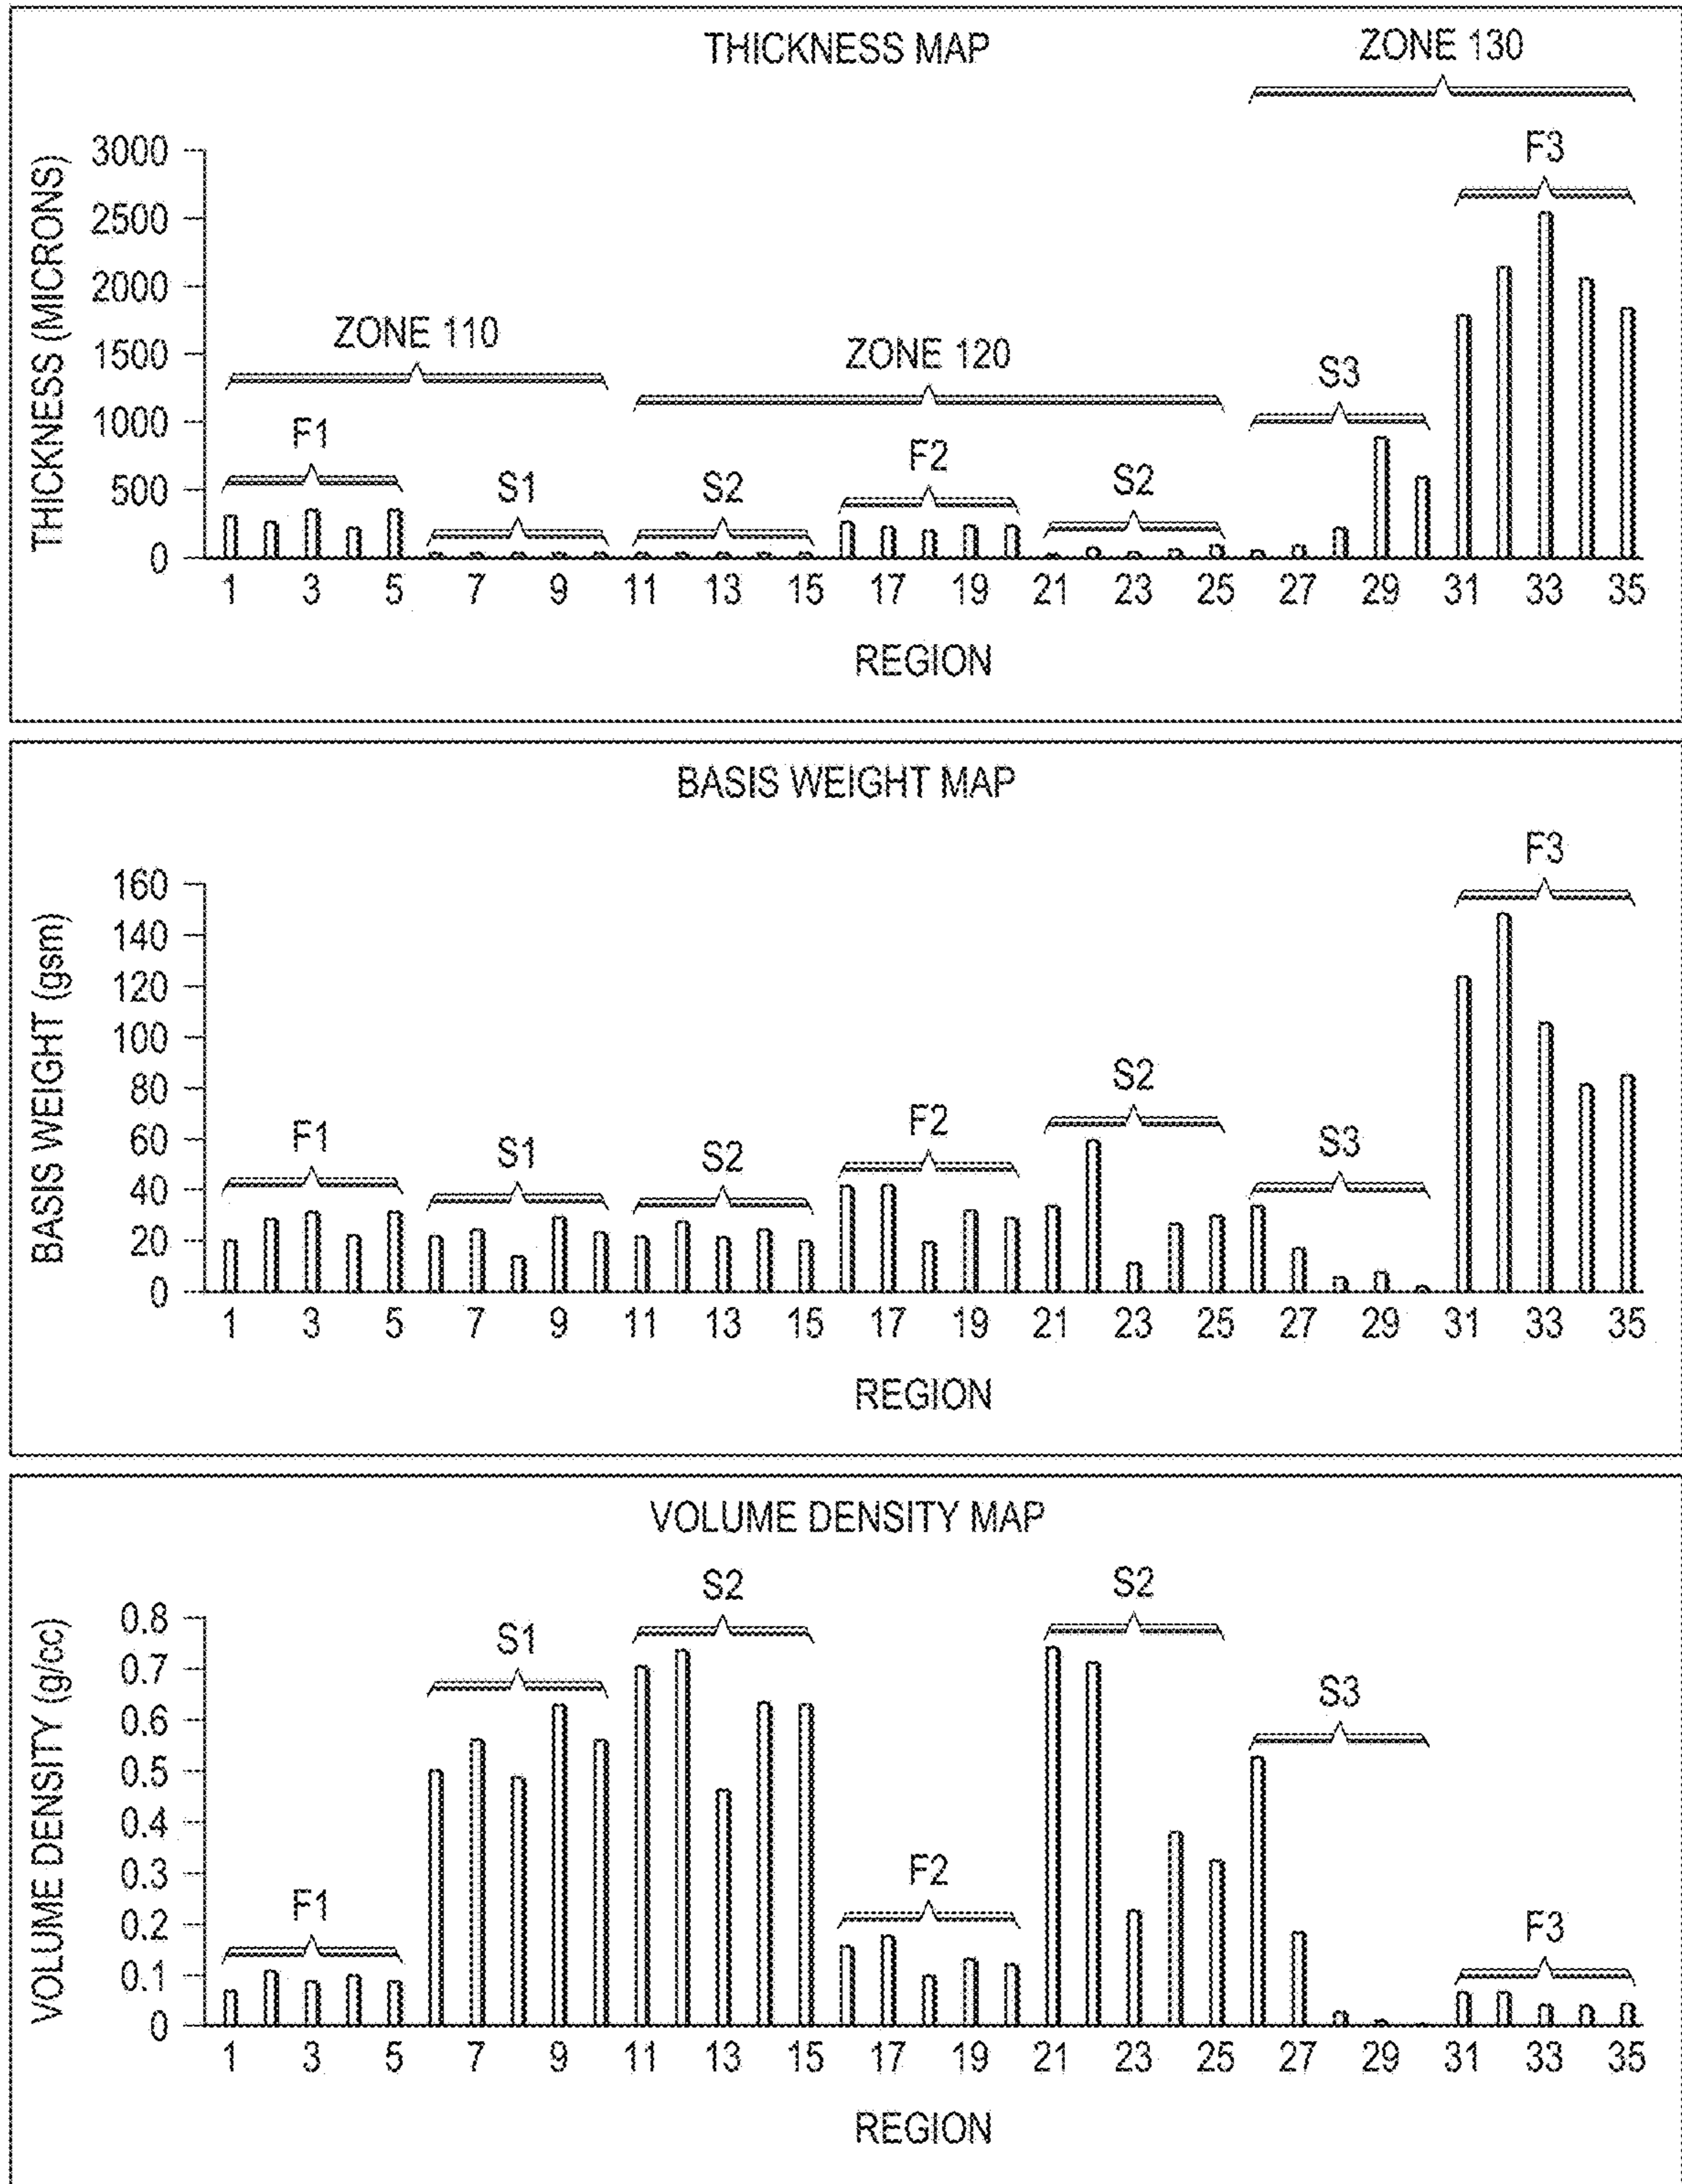 THICKNESS MAP
ZONE 130
F3
ZONE 110
ZONE 120
S3
F1
S1
S2
F2
S2
THICKNESS (MICRONS)
3000
2500
2000
1500
1000
500
0
1 3 5 7 9 11 13 15 17 19 21 23 25 27 29 31 33 35
REGION
BASIS WEIGHT MAP
F3
S2
F1
S1
S2
F2
S3
BASIS WEIGHT (gsm)
160
140
120
100
80
60
40
20
0
1 3 5 7 9 11 13 15 17 19 21 23 25 27 29 31 33 35
REGION
VOLUME DENSITY MAP
S2
S2
S1
S3
F2
F1
F3
VOLUME DENSITY (g/cc)
0.8
0.7
0.6
0.5
0.4
0.3
0.2
0.1
0
1 3 5 7 9 11 13 15 17 19 21 23 25 27 29 31 33 35
REGION